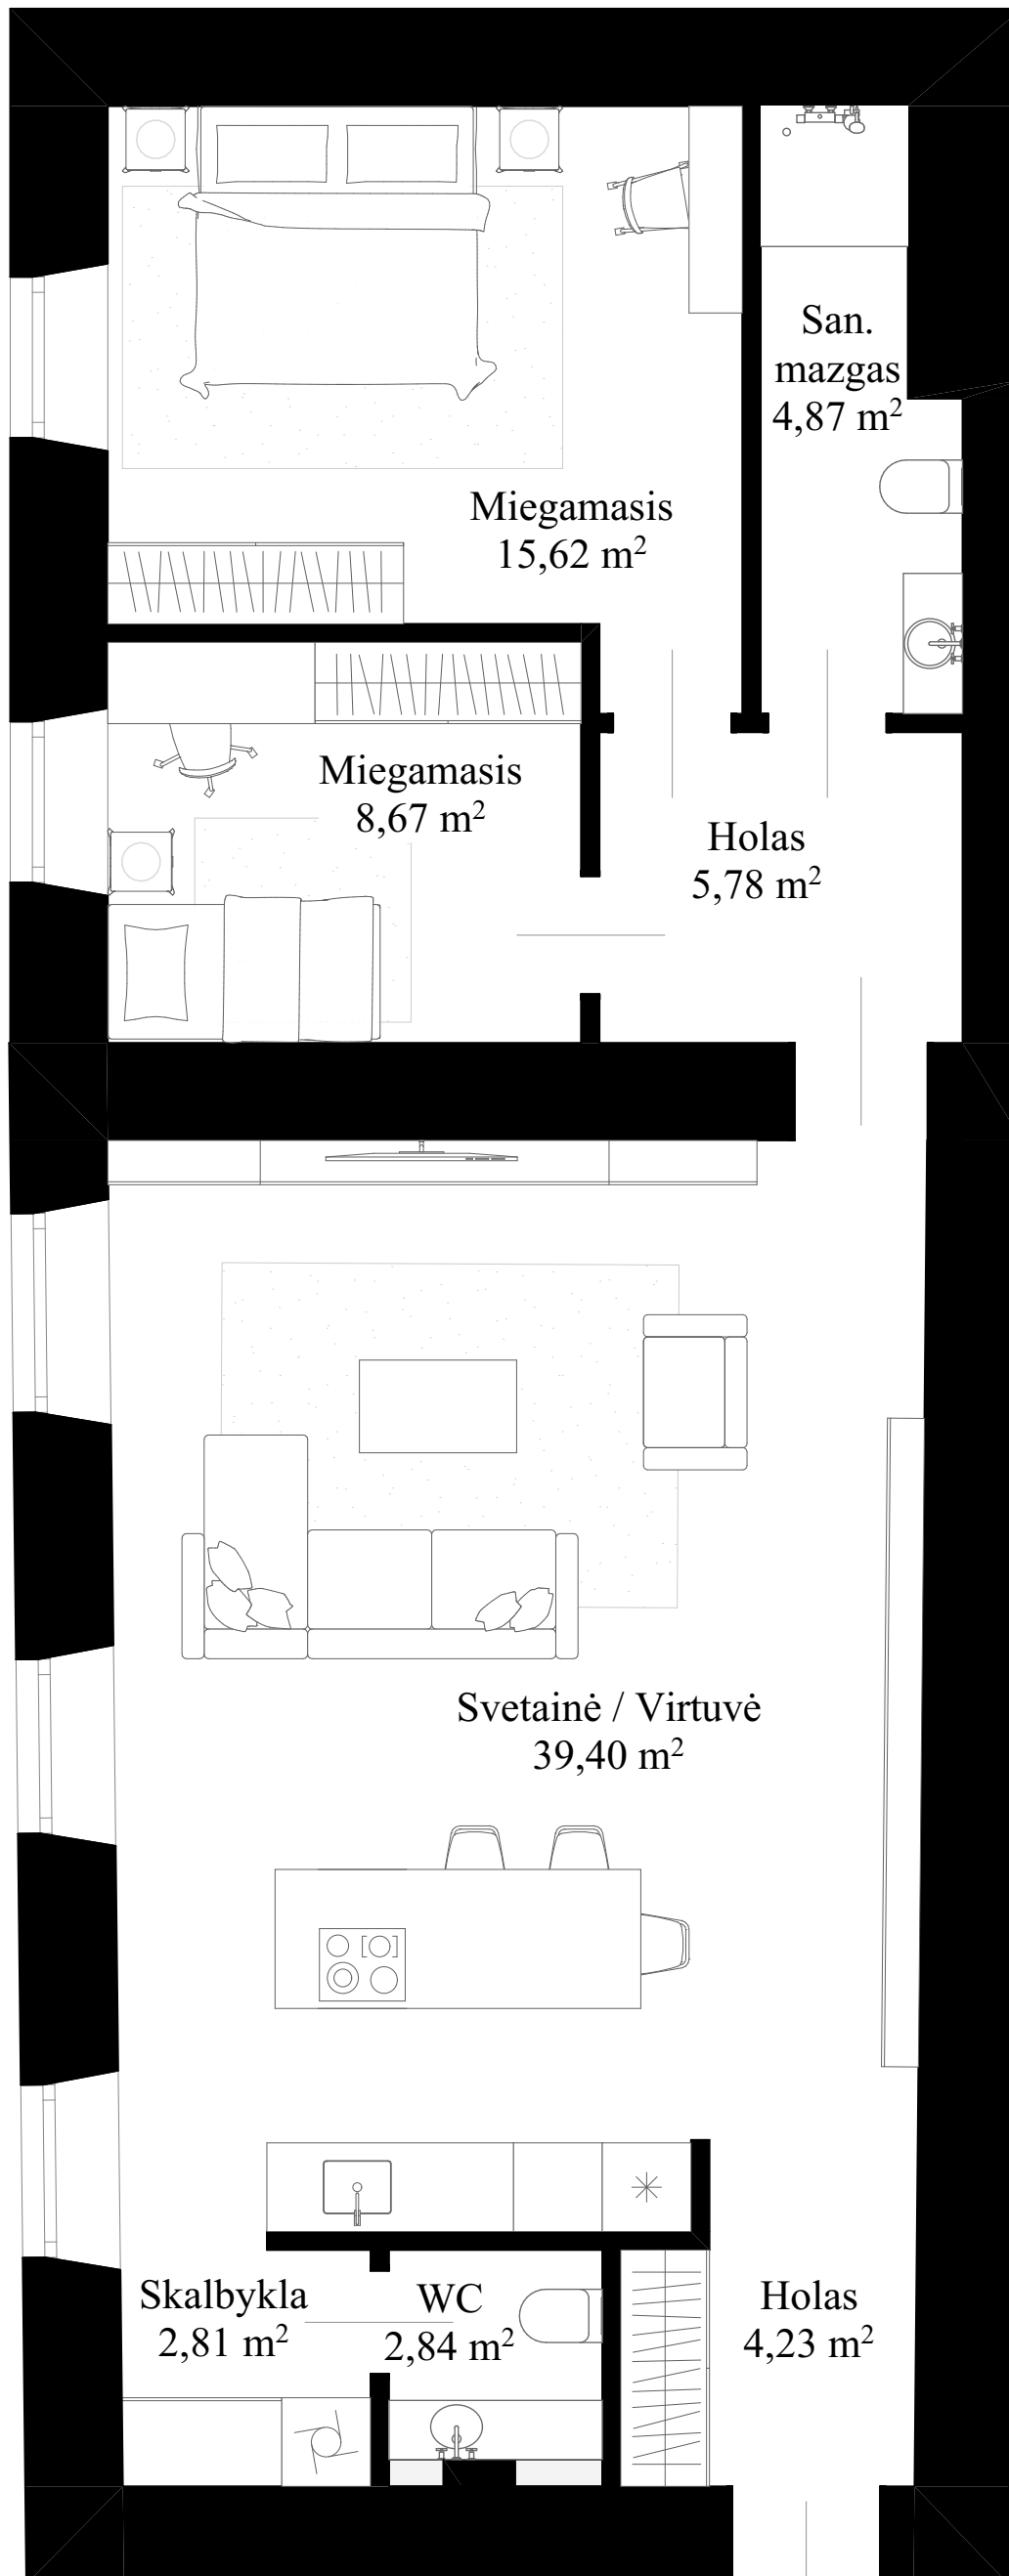 San.
mazgas
4,87 m²
Miegamasis
15,62 m²
Miegamasis
8,67 m²
Holas
5,78 m²
Svetainė / Virtuvė
39,40 m²
Skalbykla
2,81 m²
WC
2,84 m²
Holas
4,23 m²